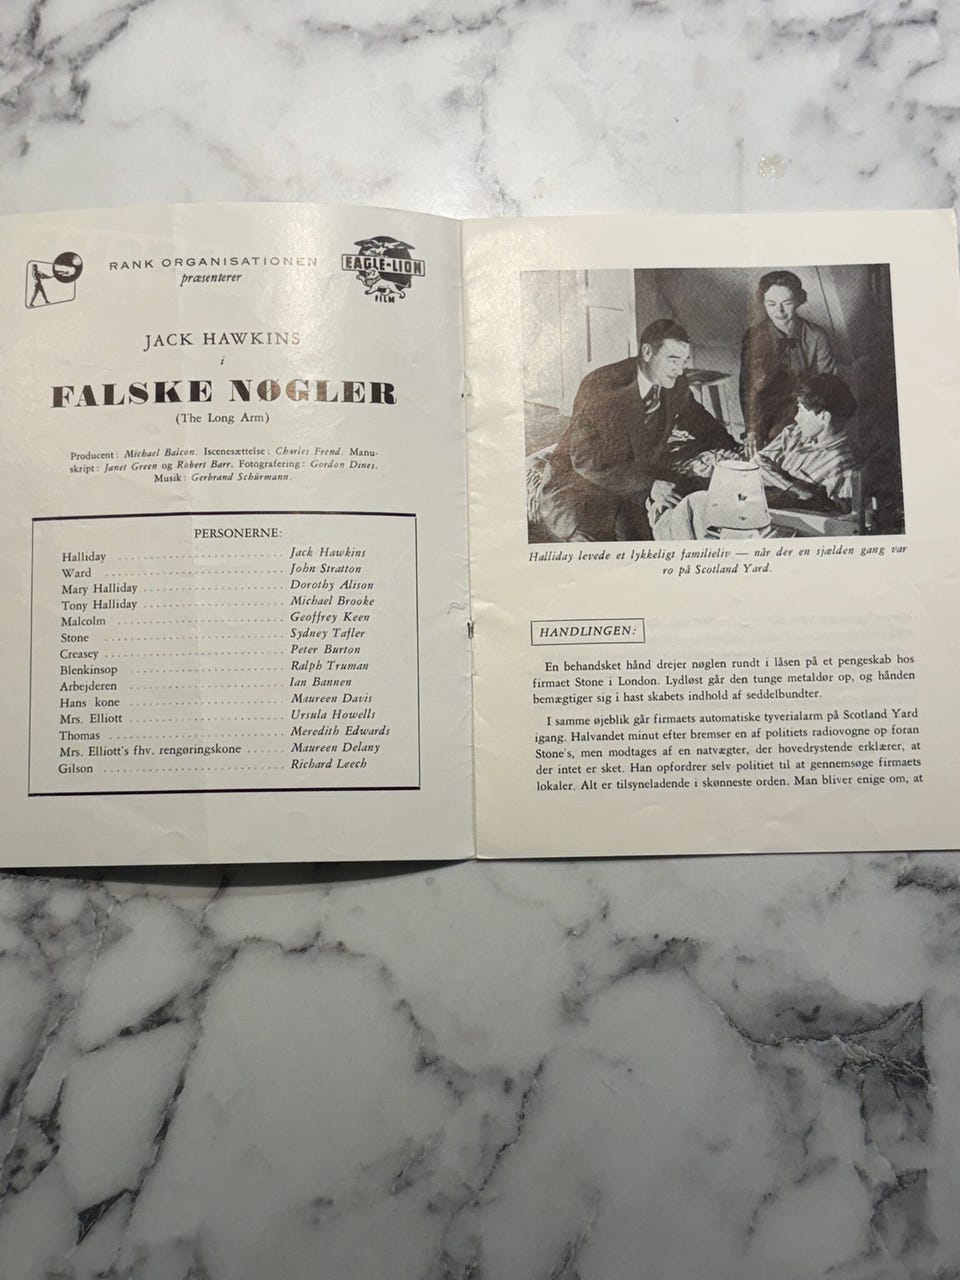 RANK ORGANISATIONEN
præsenterer
EAGLE-LION
FILM
JACK HAWKINS
i
FALSKE NØGLER
(The Long Arm)
Producent: Michael Balcon. Iscenesættelse: Charles Frend. Manu-
skript: Janet Green og Robert Barr. Fotografering: Gordon Dines.
Musik: Gerbrand Schürmann.
PERSONERNE:
Halliday Jack Hawkins
Ward John Stratton
Mary Halliday Dorothy Alison
Tony Halliday Michael Brooke
Malcolm Geoffrey Keen
Stone Sydney Tafler
Creasey Peter Burton
Blenkinsop Ralph Truman
Arbejderen Ian Bannen
Hans kone Maureen Davis
Mrs. Elliott Ursula Howells
Thomas Meredith Edwards
Mrs. Elliott's fhv. rengøringskone Maureen Delany
Gilson Richard Leech
Halliday levede et lykkeligt familieliv — når der en sjælden gang var
ro på Scotland Yard.
HANDLINGEN:
En behandsket hånd drejer nøglen rundt i låsen på et pengeskab hos
firmaet Stone i London. Lydløst går den tunge metaldør op, og hånden
bemægtiger sig i hast skabets indhold af seddelbundter.
I samme øjeblik går firmaets automatiske tyverialarm på Scotland Yard
igang. Halvandet minut efter bremser en af politiets radiovogne op foran
Stone's, men modtages af en natvægter, der hovedrystende erklærer, at
der intet er sket. Han opfordrer selv politiet til at gennemsøge firmaets
lokaler. Alt er tilsyneladende i skønneste orden. Man bliver enige om, at